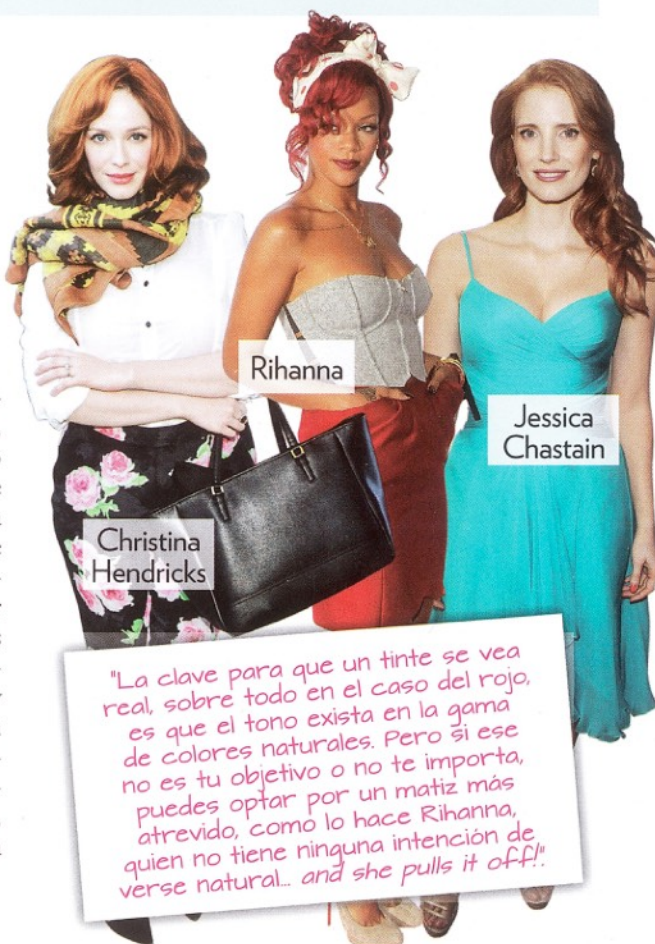 Rihanna
Jessica
Chastain
Christina
Hendricks
"La clave para que un tinte se vea
real, sobre todo en el caso del rojo,
es que el tono exista en la gama
de colores naturales. Pero si ese
no es tu objetivo o no te importa,
puedes optar por un matiz más
atrevido, como lo hace Rihanna,
quien no tiene ninguna intención de
verse natural... and she pulls it off!".